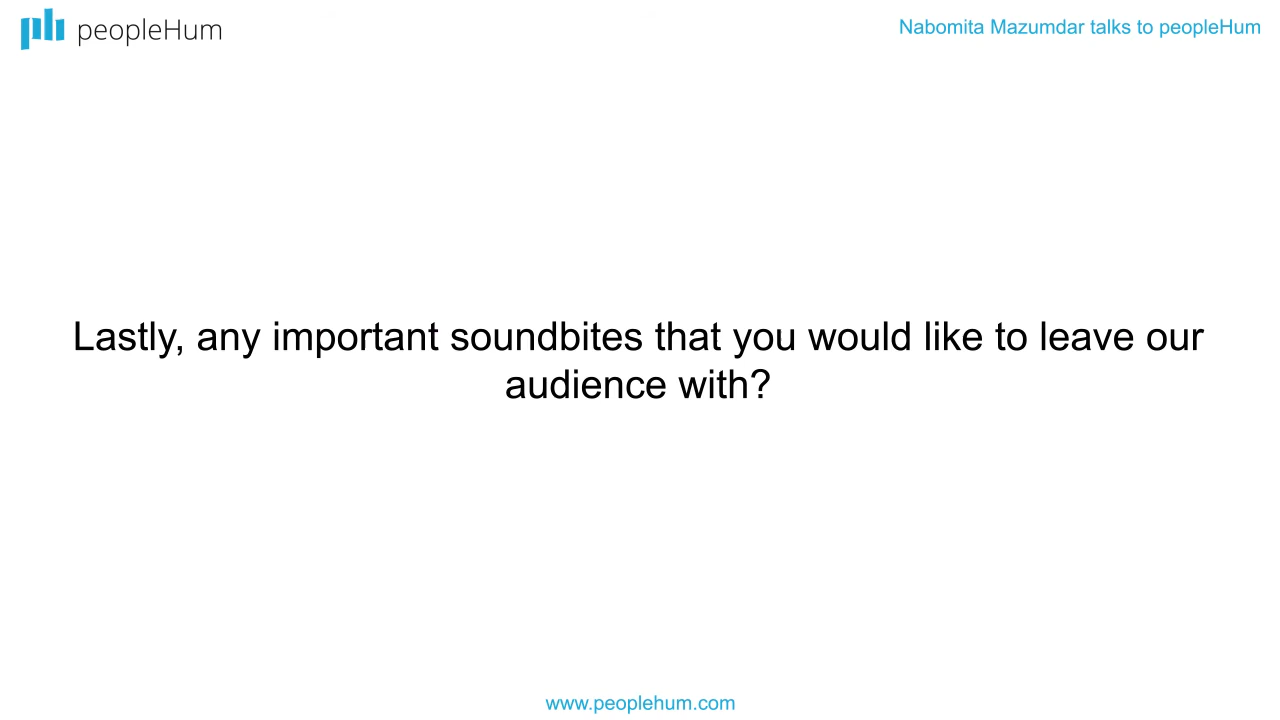 peopleHum
Nabomita Mazumdar talks to peopleHum
Lastly, any important soundbites that you would like to leave our
audience with?
www.peoplehum.com